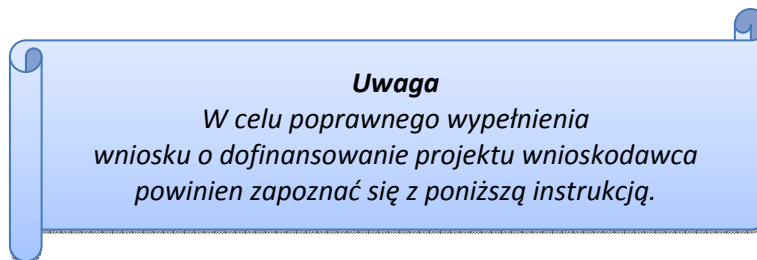 Uwaga
W celu poprawnego wypełnienia
wniosku o dofinansowanie projektu wnioskodawca
powinien zapoznać się z poniższą instrukcją.